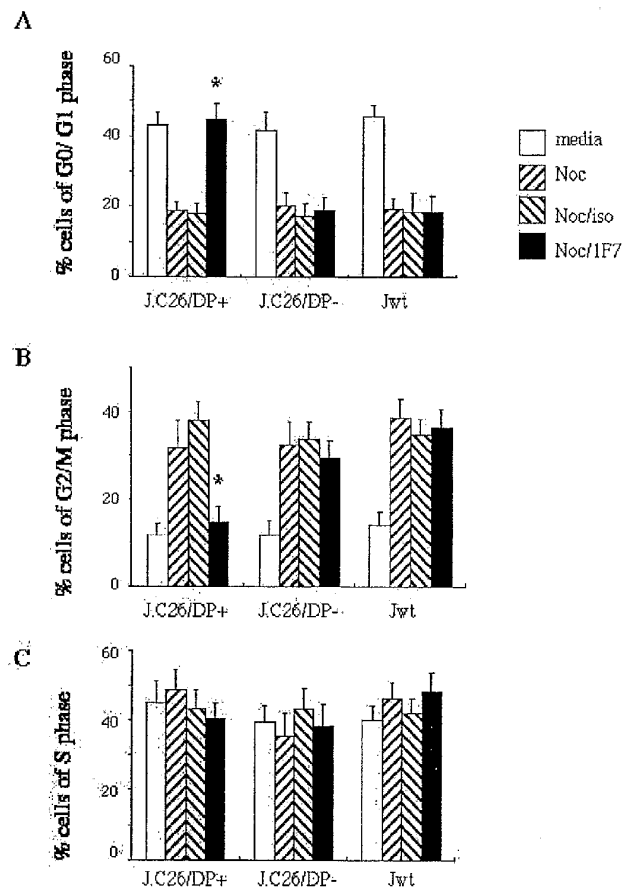 A
% cells of G0/ G1 phase
60
40
20
0
*
J.C26/DP+
J.C26/DP-
Jwt
media
Noc
Noc/iso
Noc/1F7
B
% cells of G2/M phase
40
20
0
*
J.C26/DP+
J.C26/DP-
Jwt
C
% cells of S phase
60
40
20
0
J.C26/DP+
J.C26/DP-
Jwt